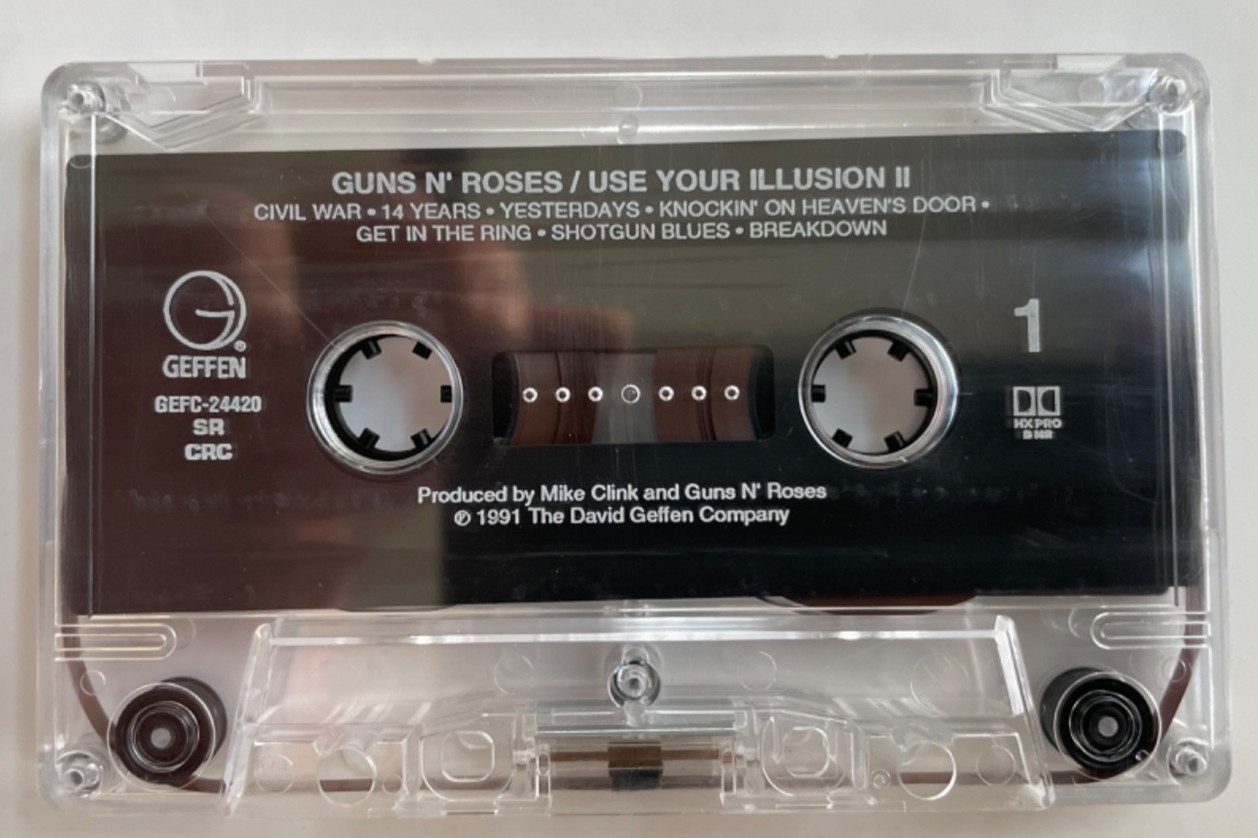 GUNS N' ROSES / USE YOUR ILLUSION II
CIVIL WAR • 14 YEARS • YESTERDAYS • KNOCKIN' ON HEAVEN'S DOOR •
GET IN THE RING • SHOTGUN BLUES • BREAKDOWN
G®
GEFFEN
GEFC-24420
SR
CRC
1
HX PRO
B NR
Produced by Mike Clink and Guns N' Roses
℗ 1991 The David Geffen Company